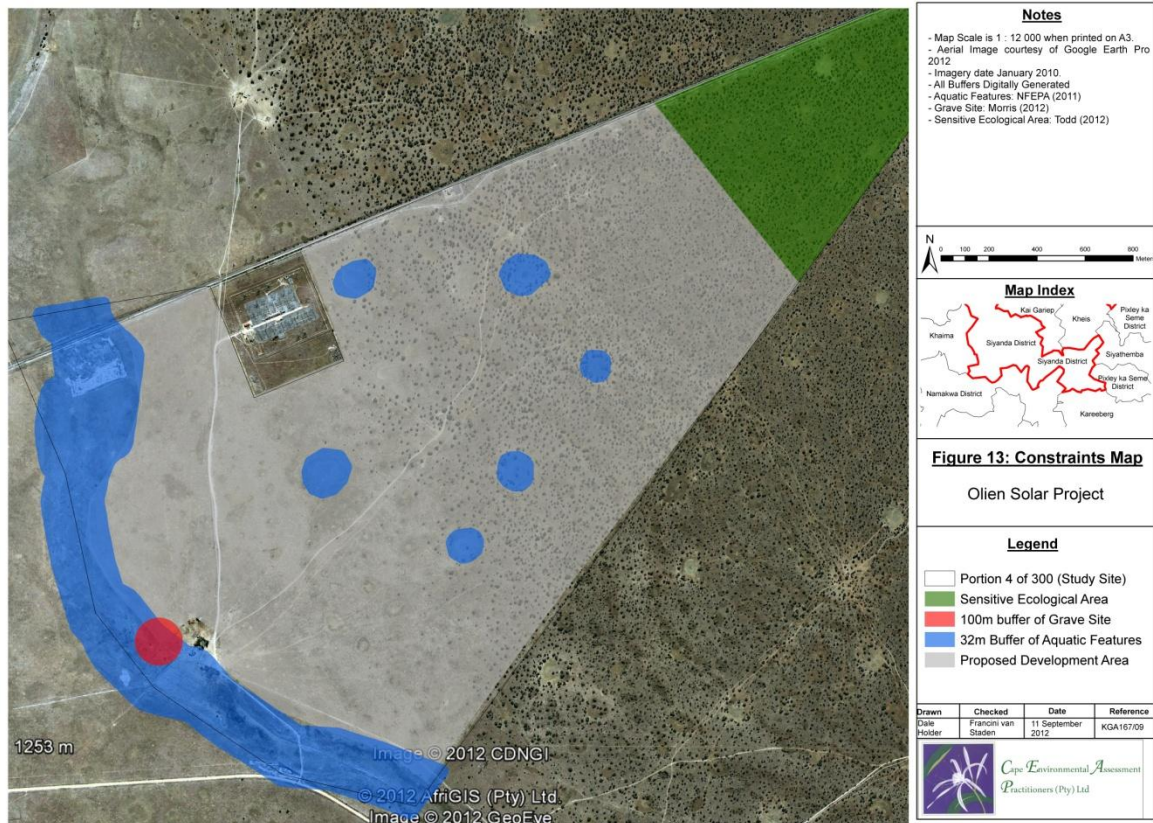 Notes
- Map Scale is 1 : 12 000 when printed on A3.
- Aerial Image courtesy of Google Earth Pro
2012
- Imagery date January 2010.
- All Buffers Digitally Generated
- Aquatic Features: NFEPA (2011)
- Grave Site: Morris (2012)
- Sensitive Ecological Area: Todd (2012)
N
0 100 200 400 600 800
Meters
Map Index
Kai Gariep
Kheis
Pixley ka
Seme
District
Khaima
Siyanda District
Siyanda District
Siyathemba
Pixley ka Seme
District
Namakwa District
Kareeberg
Figure 13: Constraints Map
Olien Solar Project
Legend
Portion 4 of 300 (Study Site)
Sensitive Ecological Area
100m buffer of Grave Site
32m Buffer of Aquatic Features
Proposed Development Area
Drawn Checked Date Reference
Dale
Holder
Francini van
Staden
11 September
2012
KGA167/09
Cape Environmental Assessment
Practitioners (Pty) Ltd
1253 m
Image © 2012 CDNGI
© 2012 AfriGIS (Pty) Ltd.
Image © 2012 GeoEye